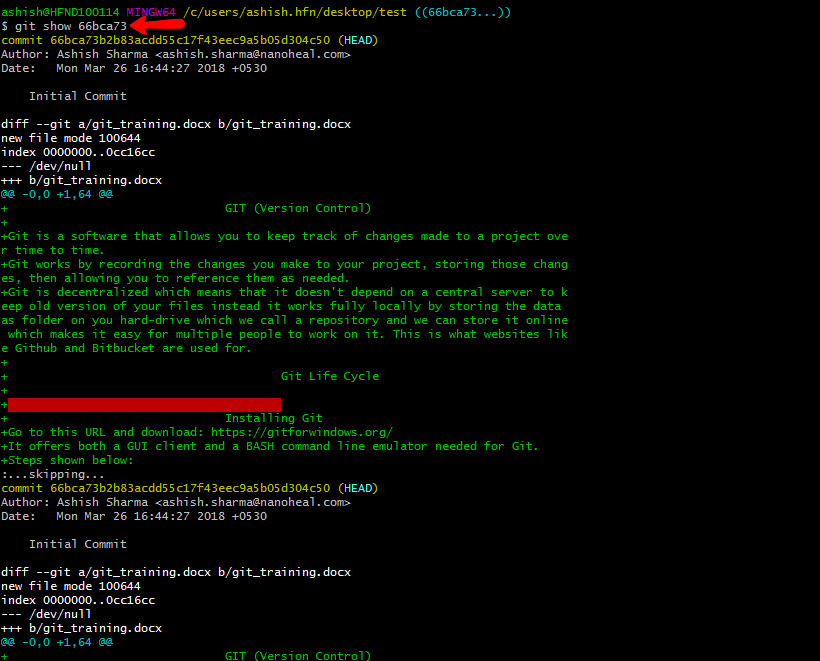 ashish@HFND100114 MINGW64 /c/users/ashish.hfn/desktop/test ((66bca73...))
$ git show 66bca73
commit 66bca73b2b83acdd55c17f43eec9a5b05d304c50 (HEAD)
Author: Ashish Sharma <ashish.sharma@nanoheal.com>
Date:   Mon Mar 26 16:44:27 2018 +0530
    Initial Commit
diff --git a/git_training.docx b/git_training.docx
new file mode 100644
index 0000000..0cc16cc
--- /dev/null
+++ b/git_training.docx
@@ -0,0 +1,64 @@
+                               GIT (Version Control)
+
+Git is a software that allows you to keep track of changes made to a project ove
r time to time.
+Git works by recording the changes you make to your project, storing those chang
es, then allowing you to reference them as needed.
+Git is decentralized which means that it doesn't depend on a central server to k
eep old version of your files instead it works fully locally by storing the data
as folder on you hard-drive which we call a repository and we can store it online
 which makes it easy for multiple people to work on it. This is what websites lik
e Github and Bitbucket are used for.
+
+                                       Git Life Cycle
+
+
+                               Installing Git
+Go to this URL and download: https://gitforwindows.org/
+It offers both a GUI client and a BASH command line emulator needed for Git.
+Steps shown below:
:...skipping...
commit 66bca73b2b83acdd55c17f43eec9a5b05d304c50 (HEAD)
Author: Ashish Sharma <ashish.sharma@nanoheal.com>
Date:   Mon Mar 26 16:44:27 2018 +0530
    Initial Commit
diff --git a/git_training.docx b/git_training.docx
new file mode 100644
index 0000000..0cc16cc
--- /dev/null
+++ b/git_training.docx
@@ -0,0 +1,64 @@
+                               GIT (Version Control)